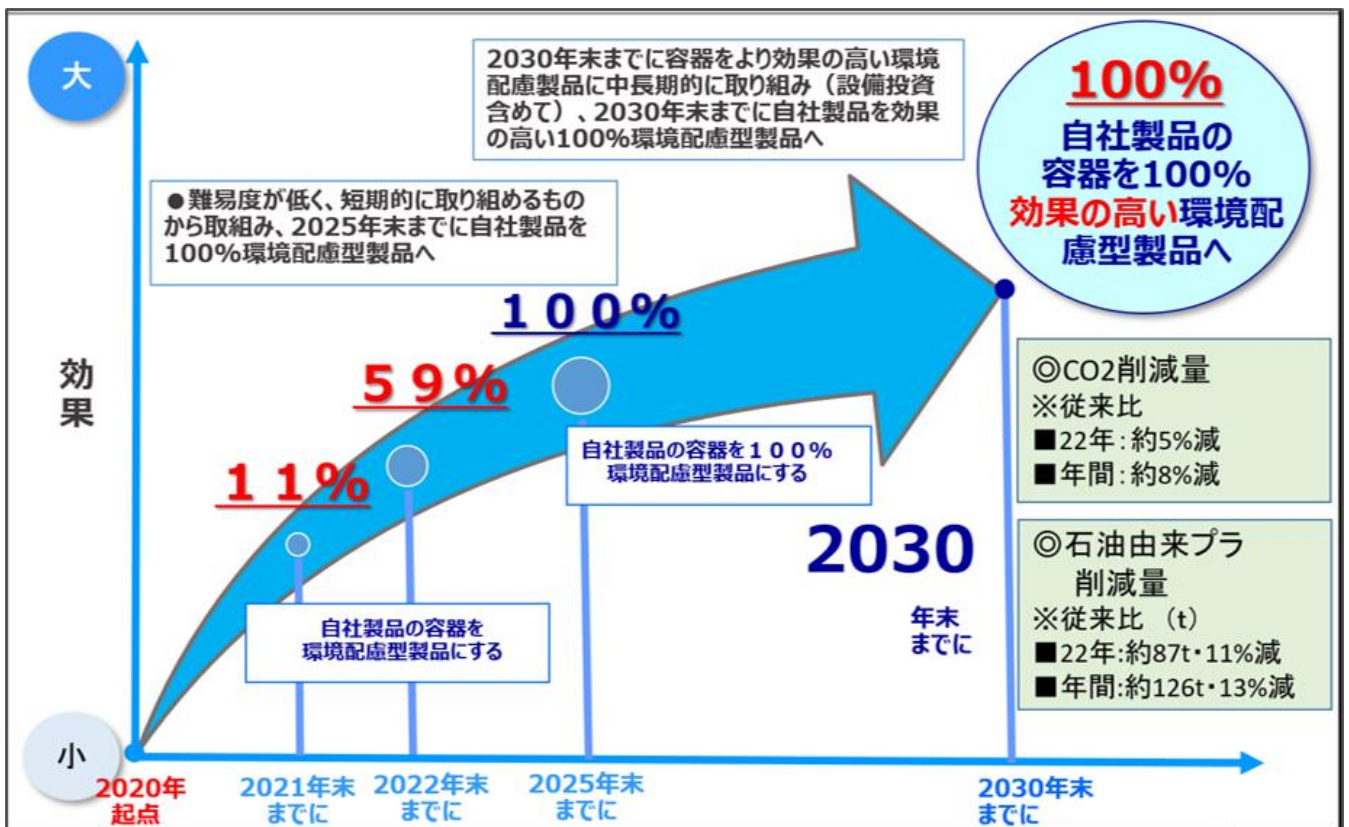 大
2030年末までに容器をより効果の高い環境
配慮製品に中長期的に取り組み（設備投資
含めて）、2030年末までに自社製品を効果
の高い100％環境配慮型製品へ
100%
自社製品の
容器を100%
効果の高い環境配
慮型製品へ
●難易度が低く、短期的に取り組めるもの
から取組み、2025年末までに自社製品を
100％環境配慮型製品へ
１００％
５９％
１１％
効
果
自社製品の容器を１００％
環境配慮型製品にする
自社製品の容器を
環境配慮型製品にする
2030
年末
までに
◎CO2削減量
※従来比
■22年：約5%減
■年間：約8%減
◎石油由来プラ
削減量
※従来比 （t）
■22年:約87t・11%減
■年間:約126t・13%減
小
2020年
起点
2021年末
までに
2022年末
までに
2025年末
までに
2030年末
までに